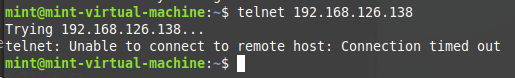 mint@mint-virtual-machine:~$ telnet 192.168.126.138
Trying 192.168.126.138...
telnet: Unable to connect to remote host: Connection timed out
mint@mint-virtual-machine:~$